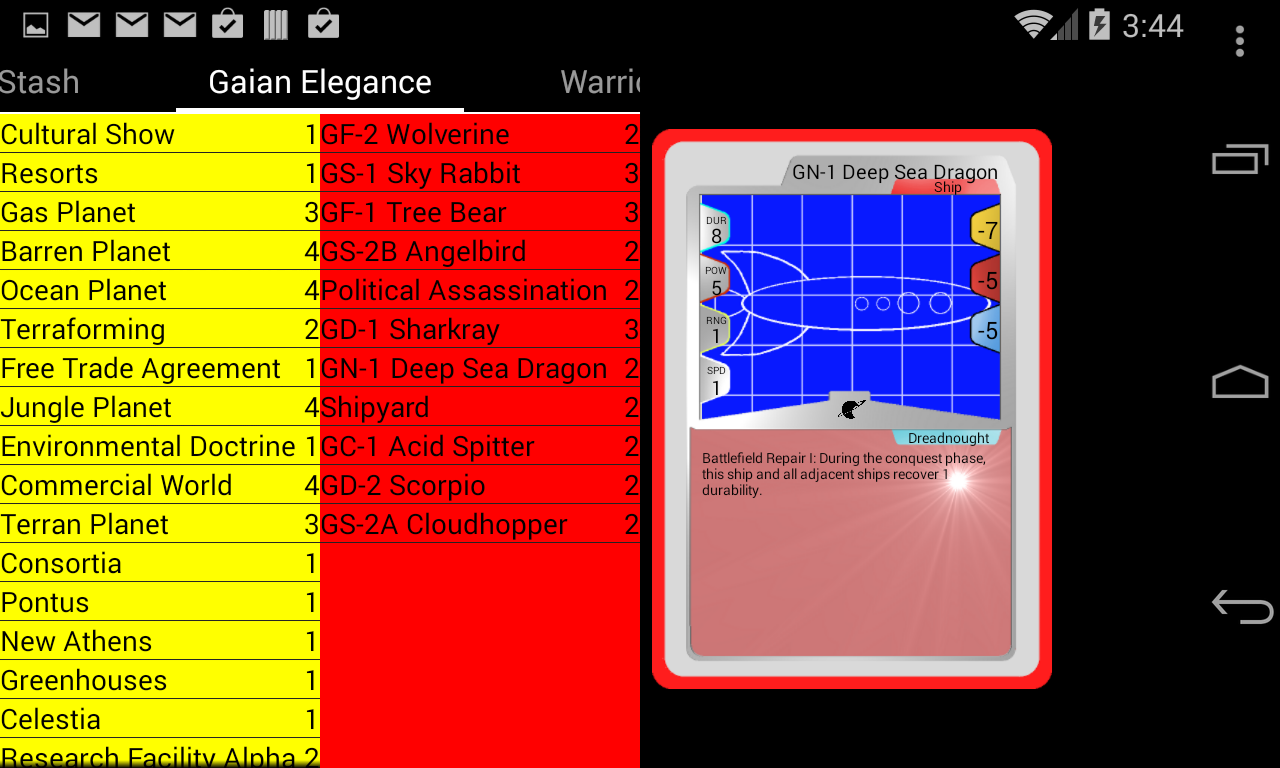 3:44
Stash
Gaian Elegance
Warri
Cultural Show 1
Resorts 1
Gas Planet 3
Barren Planet 4
Ocean Planet 4
Terraforming 2
Free Trade Agreement 1
Jungle Planet 4
Environmental Doctrine 1
Commercial World 4
Terran Planet 3
Consortia 1
Pontus 1
New Athens 1
Greenhouses 1
Celestia 1
Research Facility Alpha 2
GF-2 Wolverine 2
GS-1 Sky Rabbit 3
GF-1 Tree Bear 3
GS-2B Angelbird 2
Political Assassination 2
GD-1 Sharkray 3
GN-1 Deep Sea Dragon 2
Shipyard 2
GC-1 Acid Spitter 2
GD-2 Scorpio 2
GS-2A Cloudhopper 2
GN-1 Deep Sea Dragon
Ship
DUR
8
POW
5
RNG
1
SPD
1
-7
-5
-5
Dreadnought
Battlefield Repair I: During the conquest phase,
this ship and all adjacent ships recover 1
durability.